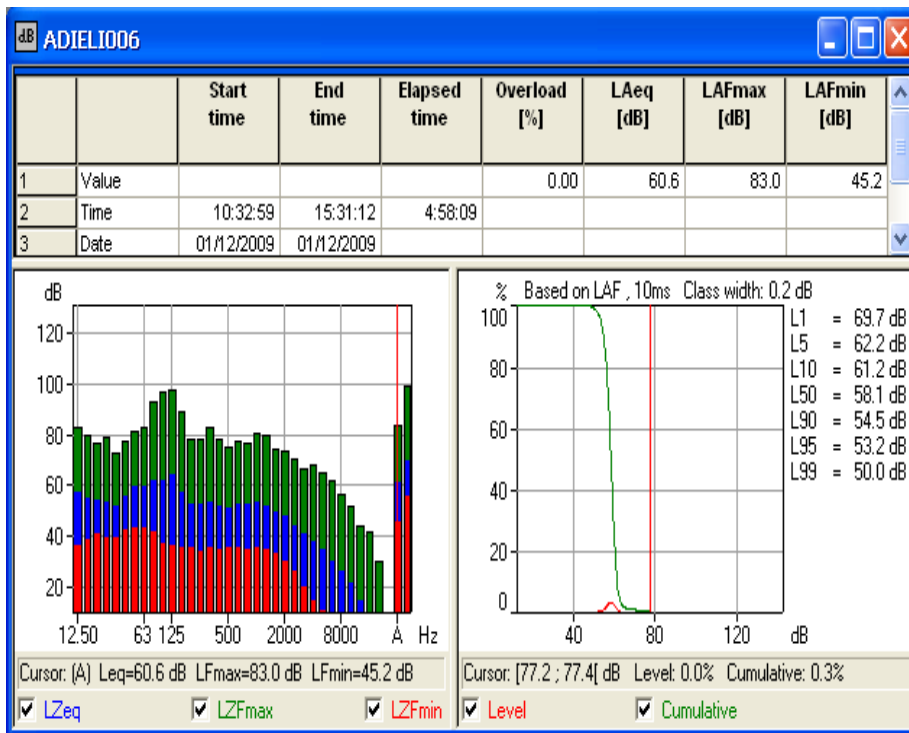 dB ADIELI006
Start time End time Elapsed time Overload [%] LAeq [dB] LAFmax [dB] LAFmin [dB]
1 Value 0.00 60.6 83.0 45.2
2 Time 10:32:59 15:31:12 4:58:09
3 Date 01/12/2009 01/12/2009
dB
120
100
80
60
40
20
12.50 63 125 500 2000 8000 A Hz
Cursor: (A) Leq=60.6 dB LFmax=83.0 dB LFmin=45.2 dB
LZeq LZFmax LZFmin
% Based on LAF , 10ms Class width: 0.2 dB
100
80
60
40
20
0
40 80 120 dB
L1 = 69.7 dB
L5 = 62.2 dB
L10 = 61.2 dB
L50 = 58.1 dB
L90 = 54.5 dB
L95 = 53.2 dB
L99 = 50.0 dB
Cursor: [77.2 ; 77.4[ dB Level: 0.0% Cumulative: 0.3%
Level Cumulative